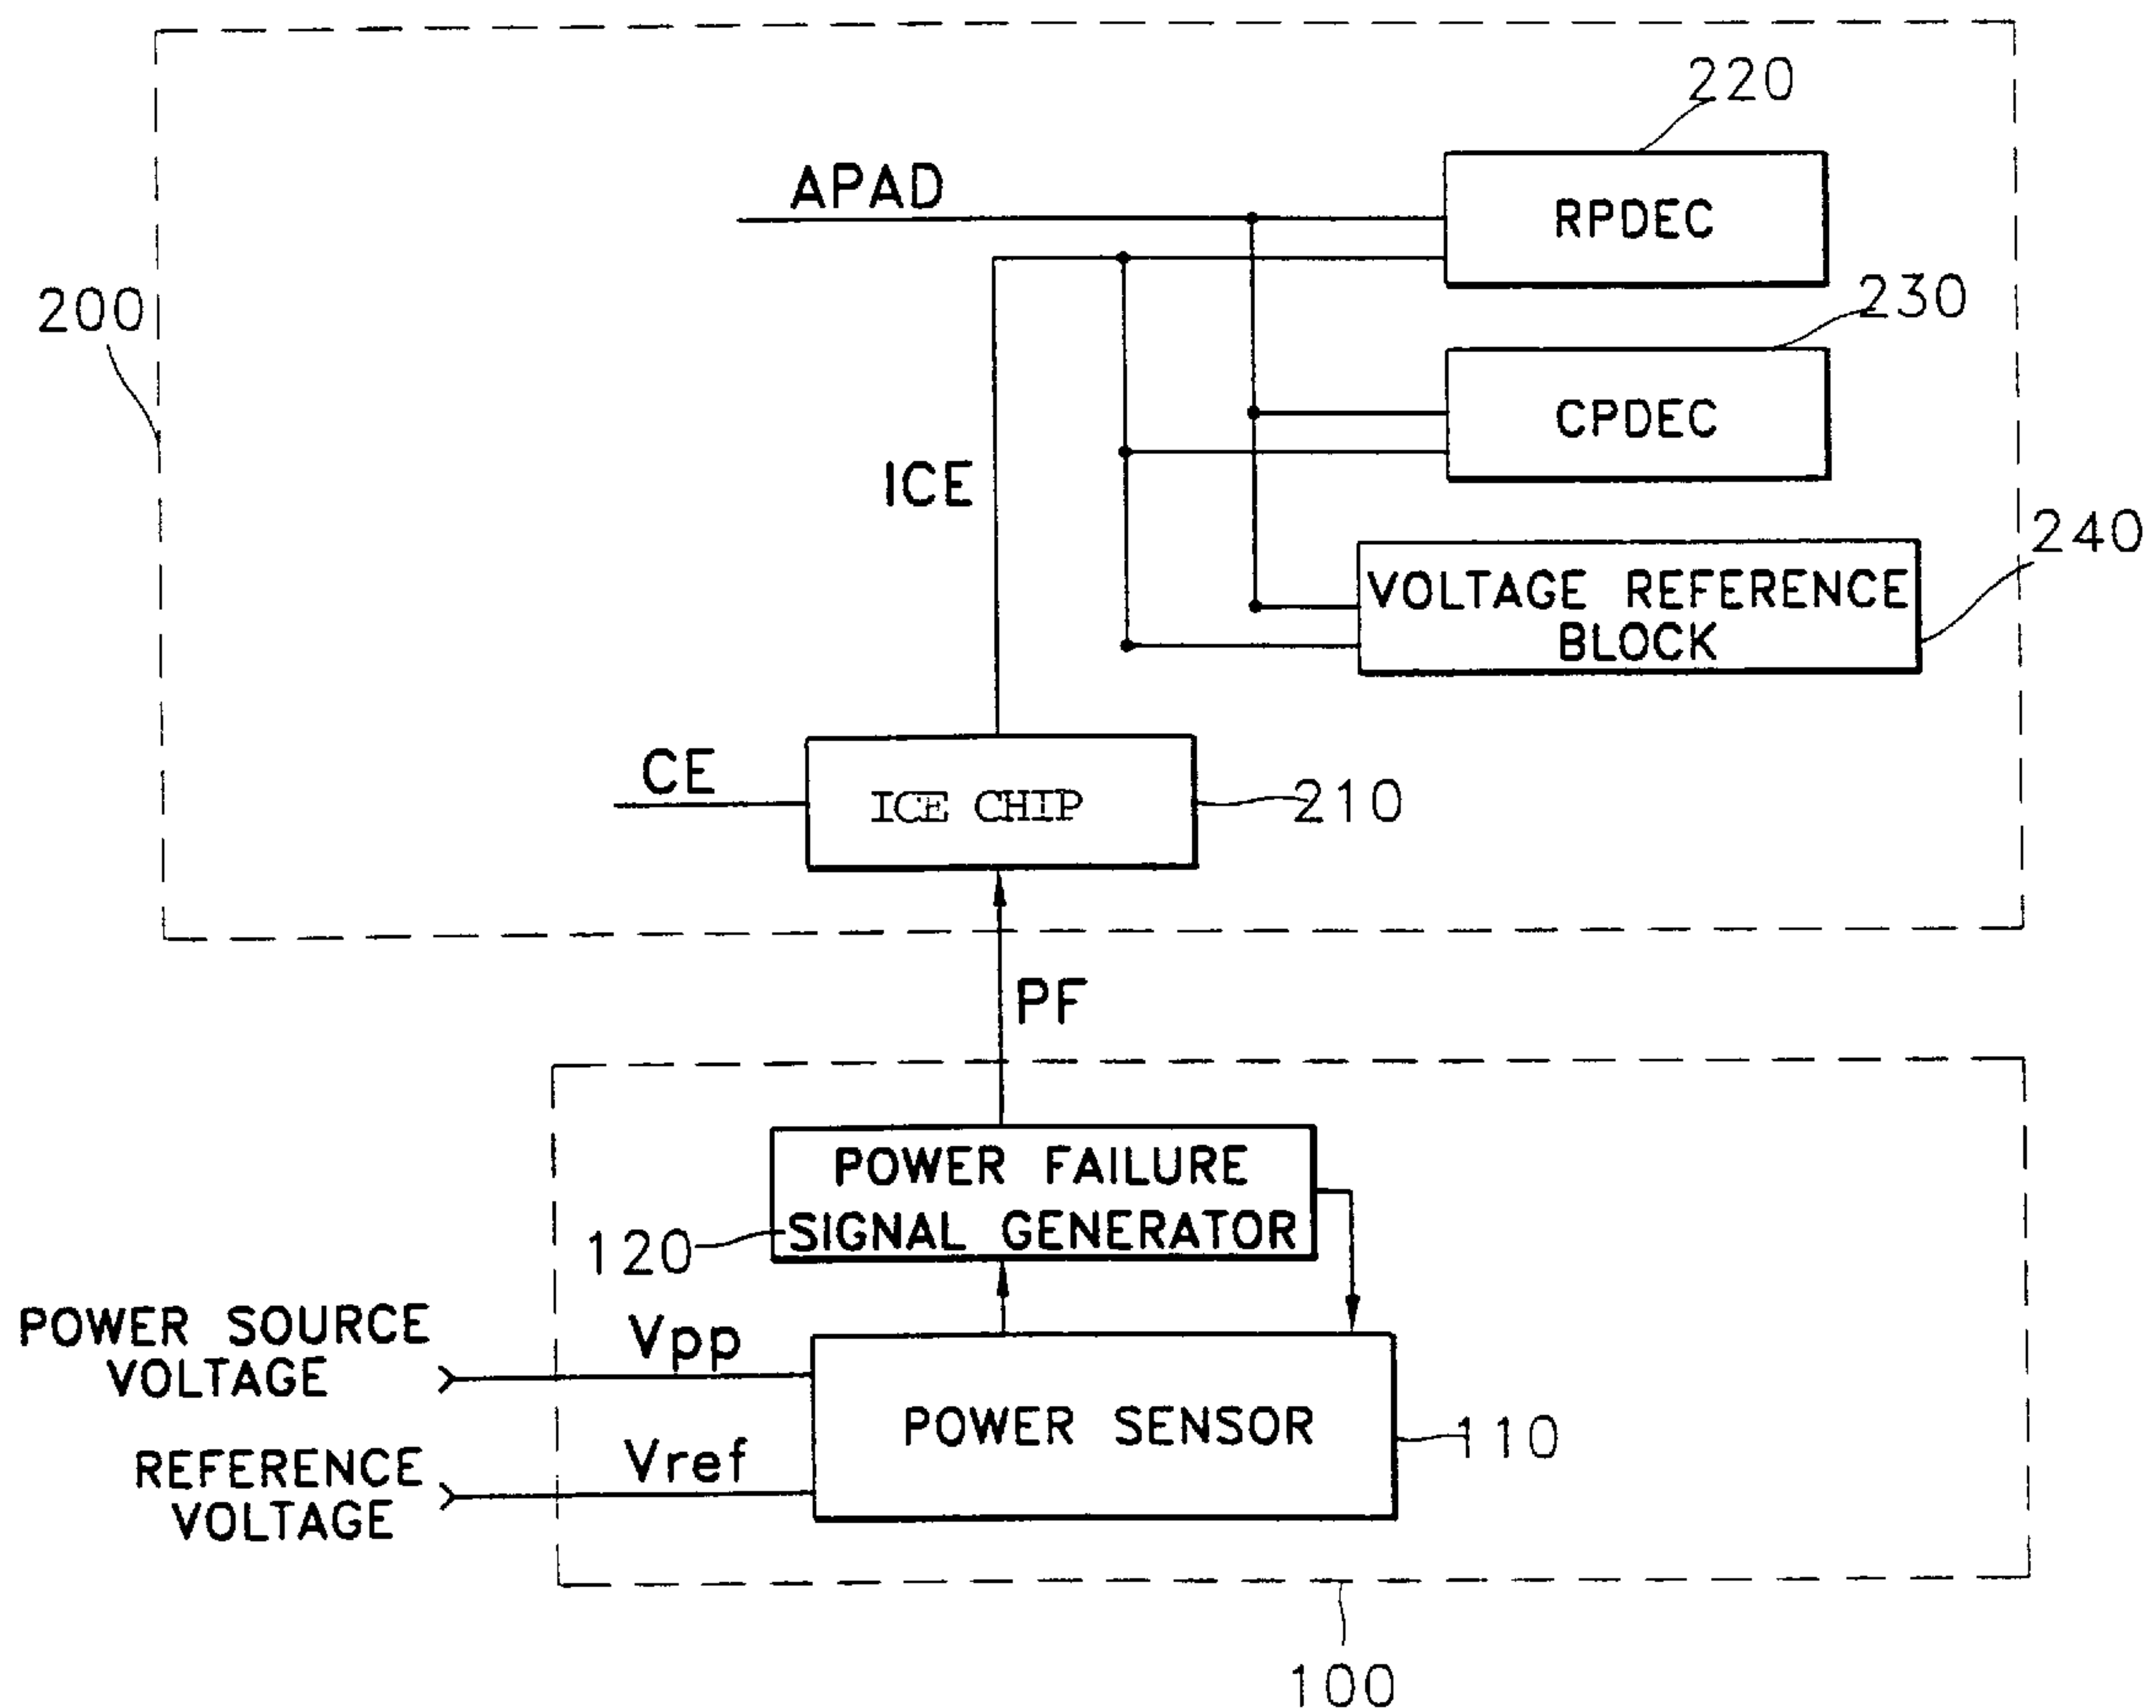 220
APAD
RPDEC
230
200
CPDEC
ICE
240
VOLTAGE REFERENCE
BLOCK
CE
ICE CHIP
210
PF
POWER FAILURE
SIGNAL GENERATOR
120
POWER SOURCE
VOLTAGE
Vpp
POWER SENSOR
110
REFERENCE
VOLTAGE
Vref
100